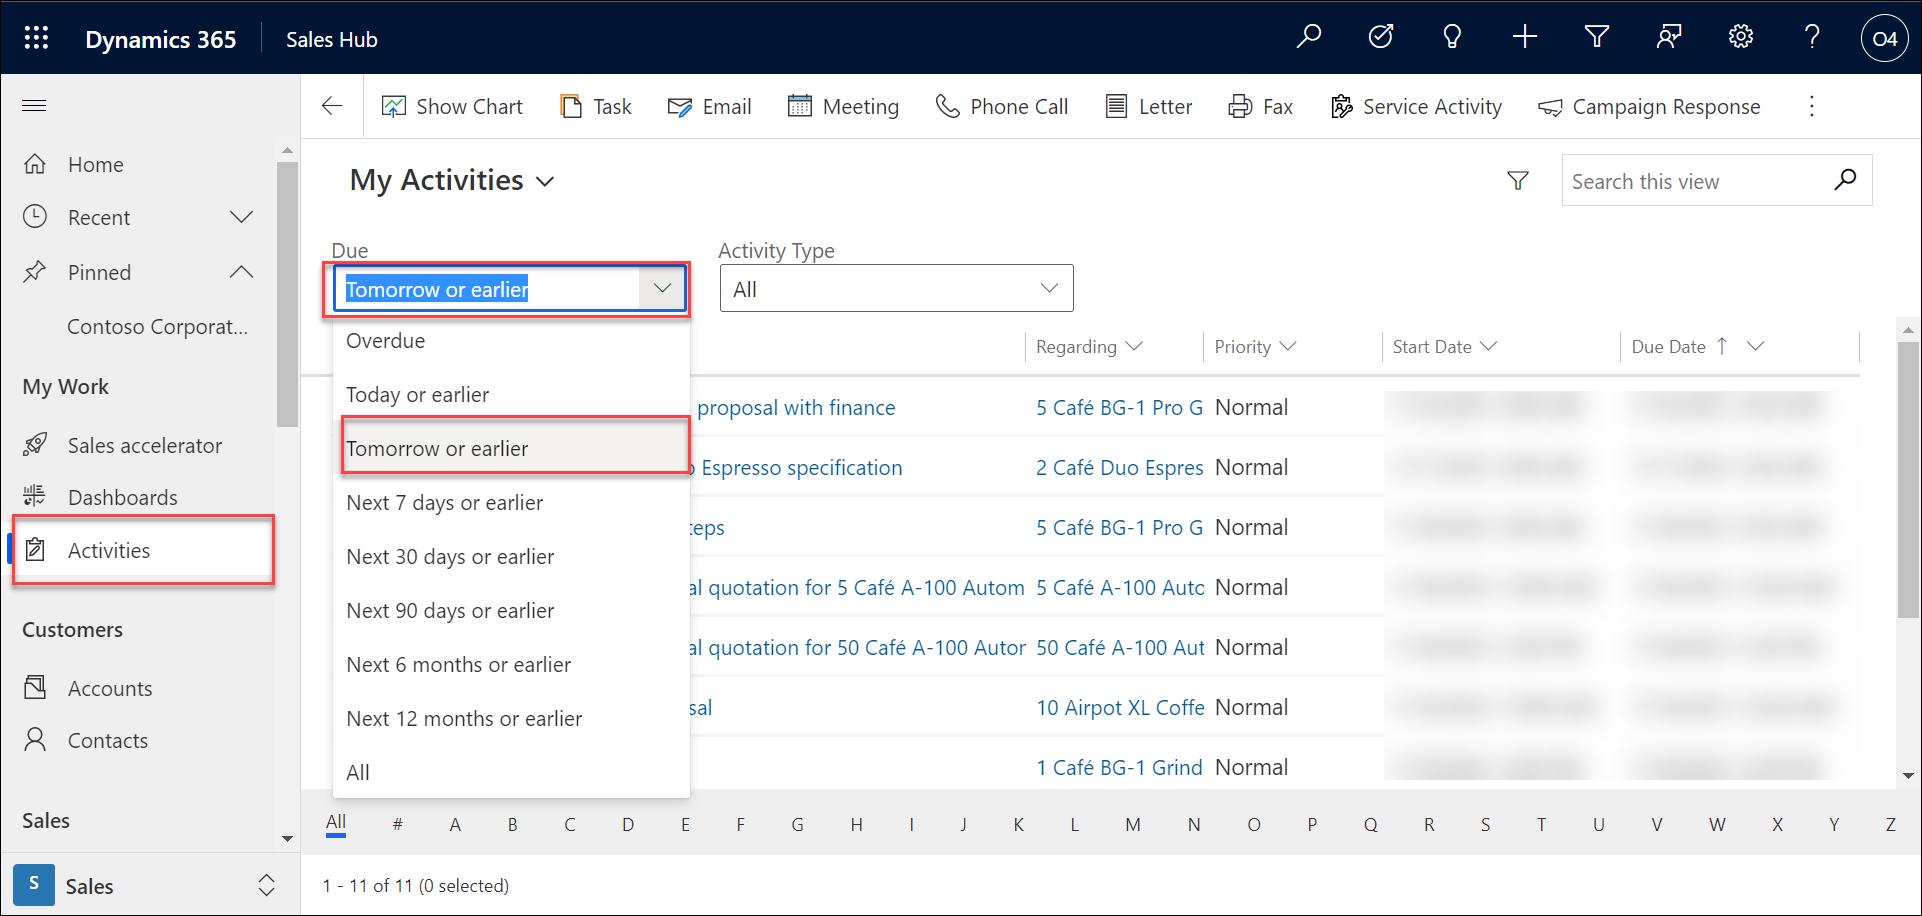 Dynamics 365
Sales Hub
O4
Show Chart
Task
Email
Meeting
Phone Call
Letter
Fax
Service Activity
Campaign Response
Home
Recent
Pinned
Contoso Corporat...
My Work
Sales accelerator
Dashboards
Activities
Customers
Accounts
Contacts
Sales
S Sales
My Activities
Search this view
Due
Activity Type
Tomorrow or earlier
All
Overdue
Today or earlier
Tomorrow or earlier
Next 7 days or earlier
Next 30 days or earlier
Next 90 days or earlier
Next 6 months or earlier
Next 12 months or earlier
All
Regarding Priority Start Date Due Date
proposal with finance 5 Café BG-1 Pro G Normal
Espresso specification 2 Café Duo Espres Normal
teps 5 Café BG-1 Pro G Normal
al quotation for 5 Café A-100 Autom 5 Café A-100 Auto Normal
al quotation for 50 Café A-100 Autor 50 Café A-100 Aut Normal
sal 10 Airpot XL Coffe Normal
1 Café BG-1 Grind Normal
All # A B C D E F G H I J K L M N O P Q R S T U V W X Y Z
1 - 11 of 11 (0 selected)